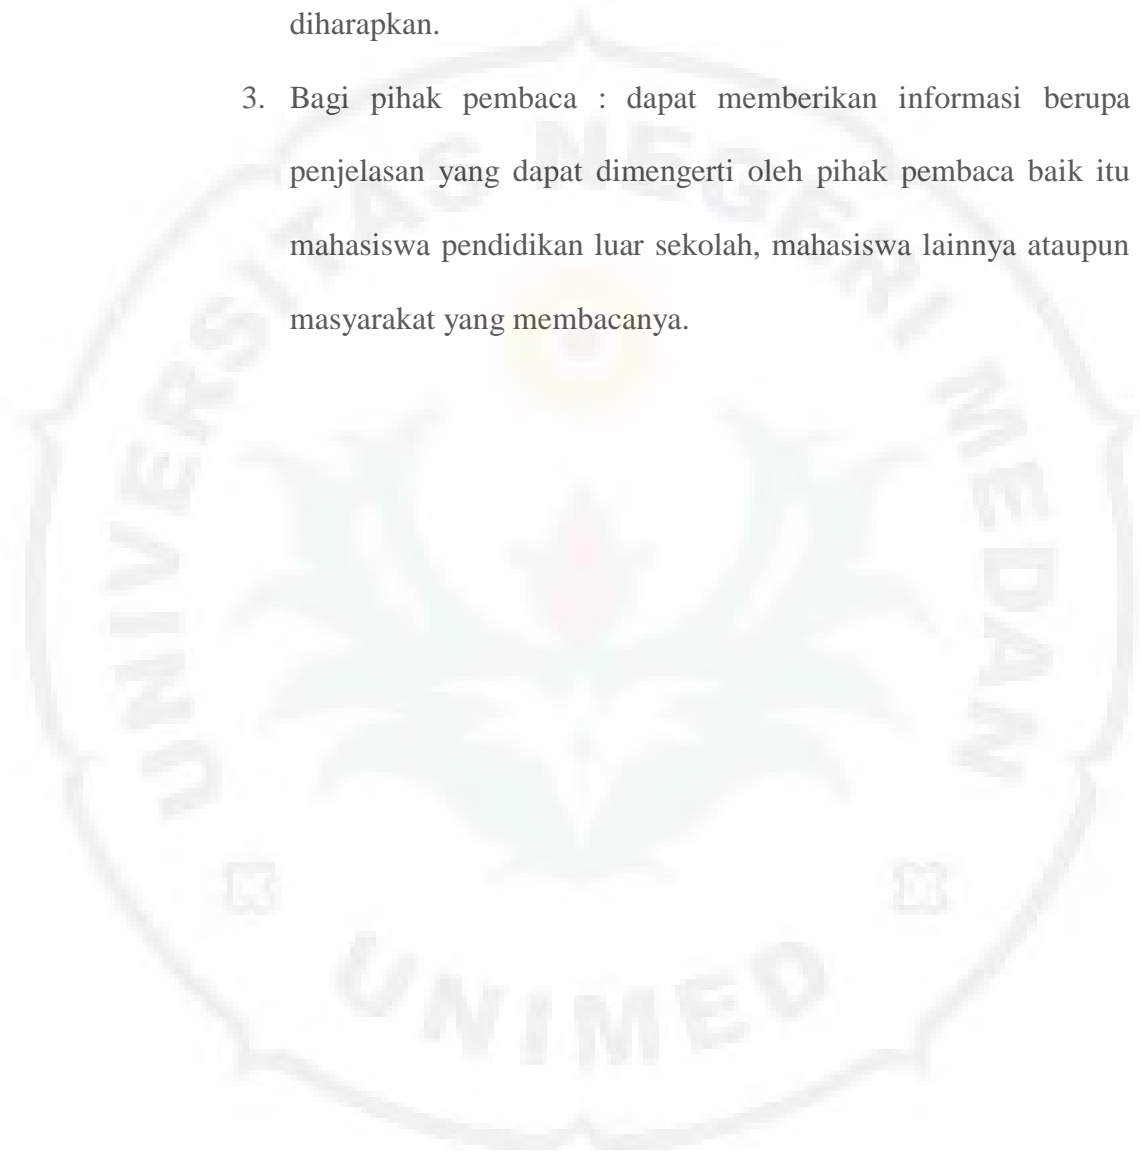 diharapkan.
3. Bagi pihak pembaca : dapat memberikan informasi berupa
penjelasan yang dapat dimengerti oleh pihak pembaca baik itu
mahasiswa pendidikan luar sekolah, mahasiswa lainnya ataupun
masyarakat yang membacanya.
UNIVERSITAS NEGERI MEDAN
UNIMED